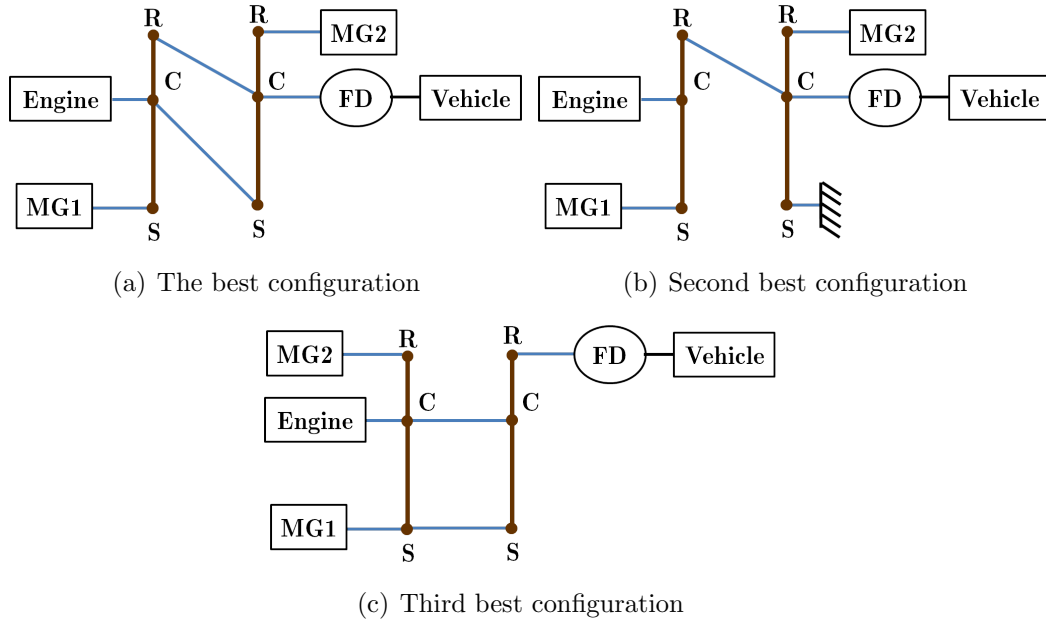 R R MG2
C C
Engine FD Vehicle
MG1
S S
(a) The best configuration
R R MG2
C C
Engine FD Vehicle
MG1
S S
(b) Second best configuration
MG2 R R FD Vehicle
C C
Engine
MG1
S S
(c) Third best configuration